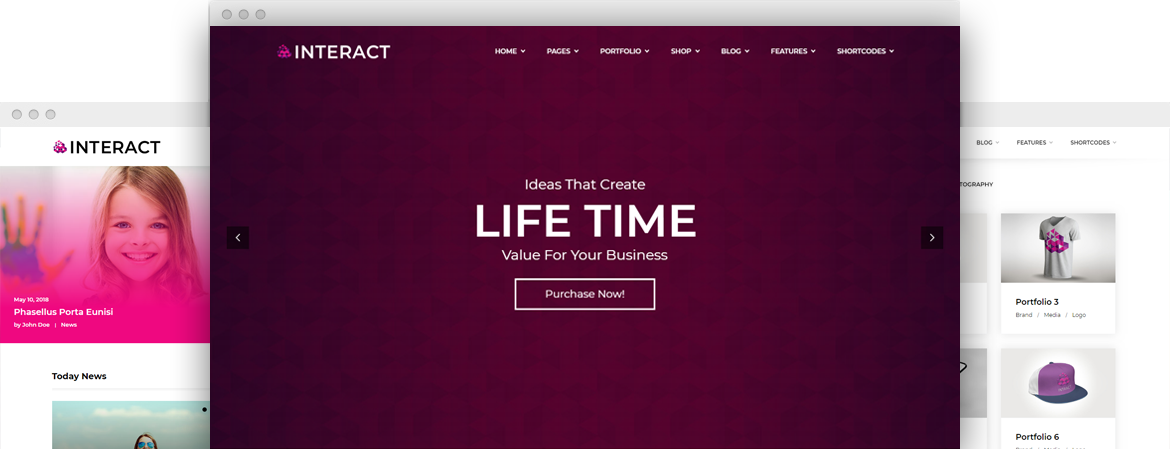 INTERACT
HOME PAGES PORTFOLIO SHOP BLOG FEATURES SHORTCODES
Ideas That Create
LIFE TIME
Value For Your Business
Purchase Now!
INTERACT
May 10, 2018
Phasellus Porta Eunisi
by John Doe | News
Today News
BLOG FEATURES SHORTCODES
TOGRAPHY
Portfolio 3
Brand / Media / Logo
Portfolio 6